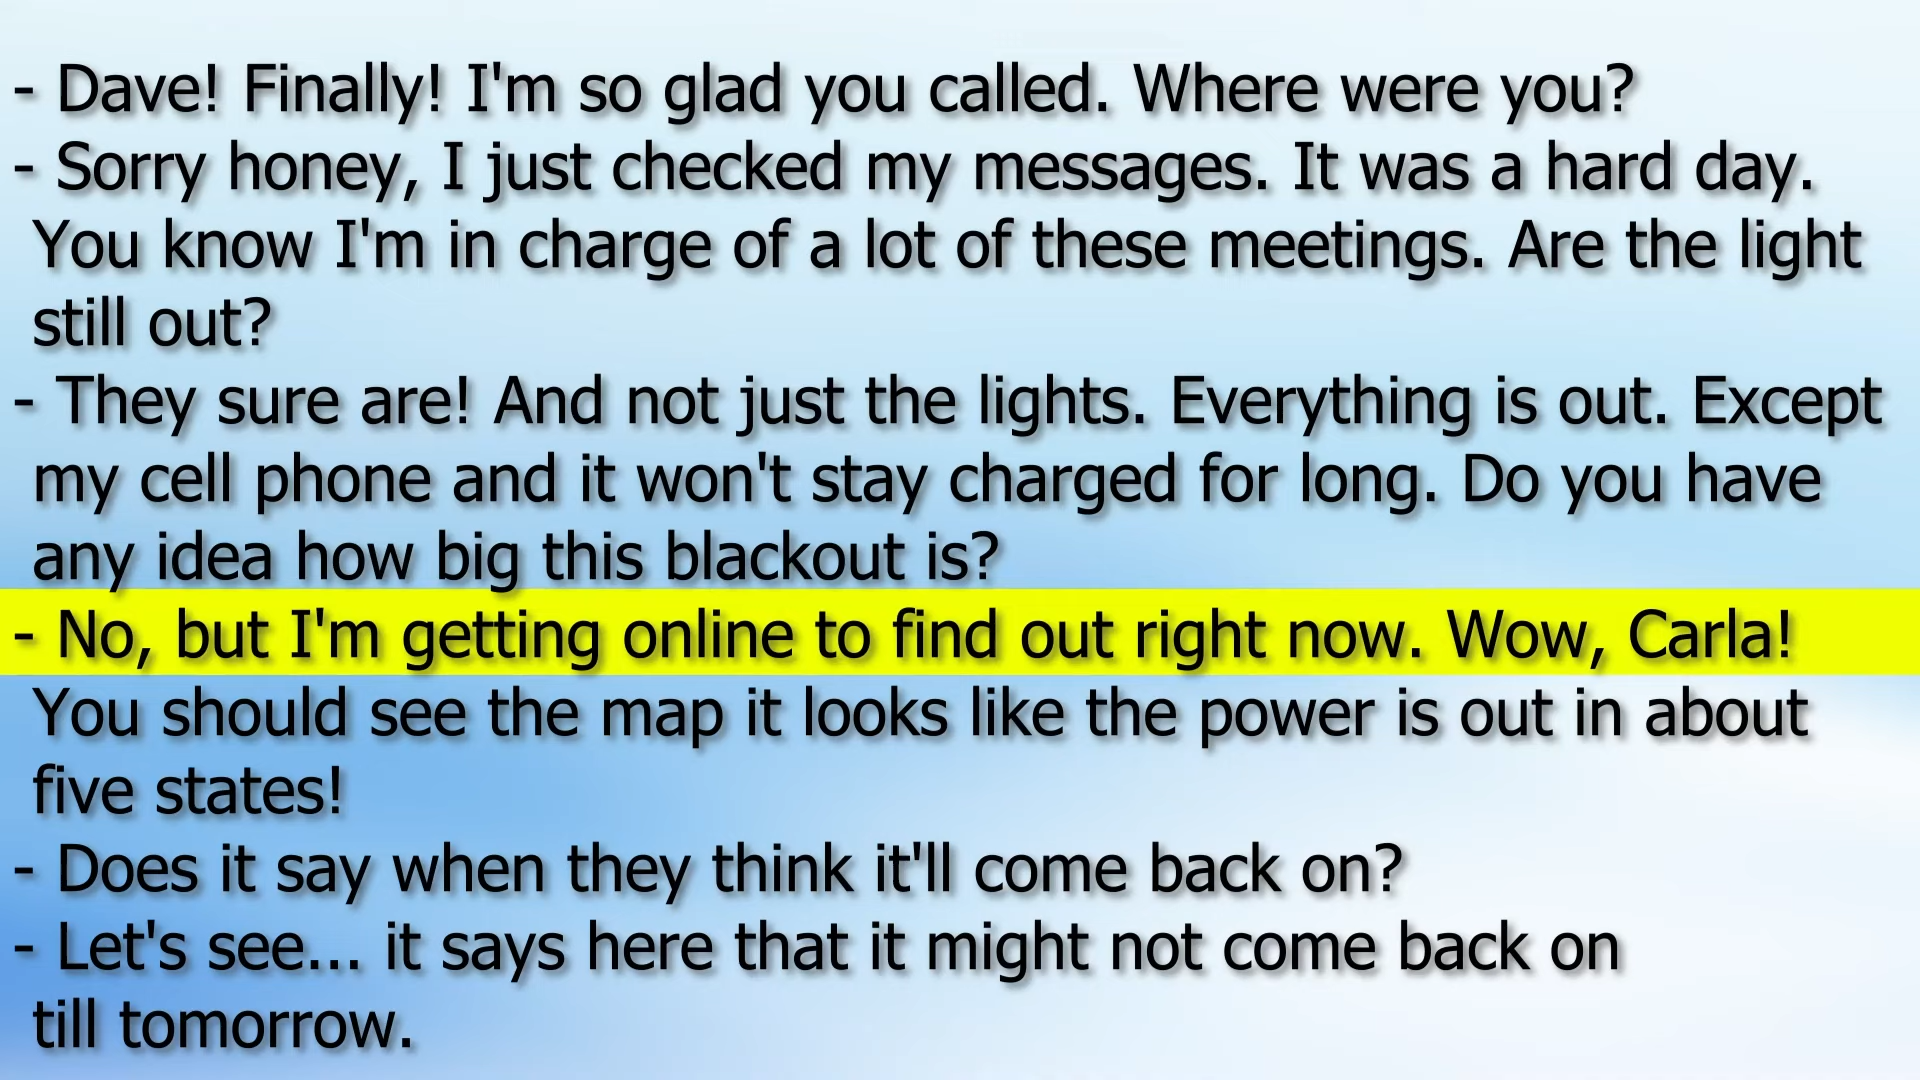 - Dave! Finally! I'm so glad you called. Where were you?
- Sorry honey, I just checked my messages. It was a hard day.
You know I'm in charge of a lot of these meetings. Are the light
still out?
- They sure are! And not just the lights. Everything is out. Except
my cell phone and it won't stay charged for long. Do you have
any idea how big this blackout is?
- No, but I'm getting online to find out right now. Wow, Carla!
You should see the map it looks like the power is out in about
five states!
- Does it say when they think it'll come back on?
- Let's see... it says here that it might not come back on
till tomorrow.